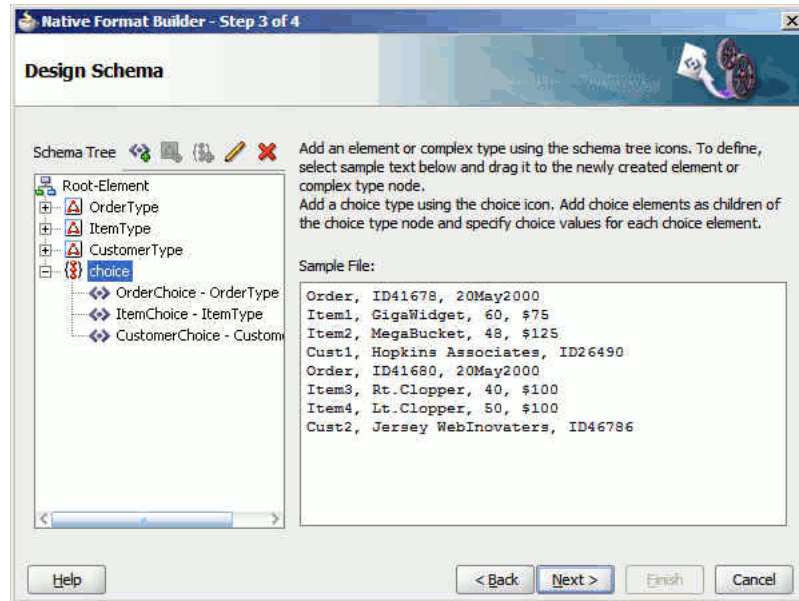 Native Format Builder - Step 3 of 4
Design Schema
Schema Tree
Root-Element
OrderType
ItemType
CustomerType
choice
OrderChoice - OrderType
ItemChoice - ItemType
CustomerChoice - Custom
Add an element or complex type using the schema tree icons. To define,
select sample text below and drag it to the newly created element or
complex type node.
Add a choice type using the choice icon. Add choice elements as children of
the choice type node and specify choice values for each choice element.
Sample File:
Order, ID41678, 20May2000
Item1, GigaWidget, 60, $75
Item2, MegaBucket, 48, $125
Cust1, Hopkins Associates, ID26490
Order, ID41680, 20May2000
Item3, Rt.Clopper, 40, $100
Item4, Lt.Clopper, 50, $100
Cust2, Jersey WebInovaters, ID46786
Help
< Back
Next >
Finish
Cancel